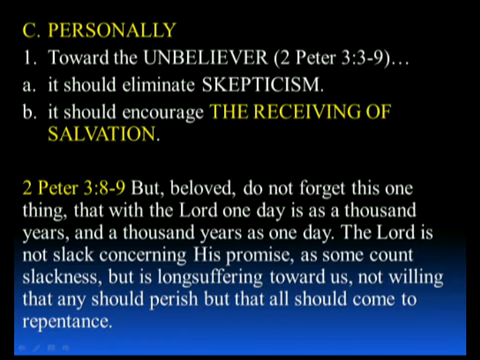 C. PERSONALLY
1. Toward the UNBELIEVER (2 Peter 3:3-9)…
a. it should eliminate SKEPTICISM.
b. it should encourage THE RECEIVING OF
SALVATION.
2 Peter 3:8-9 But, beloved, do not forget this one
thing, that with the Lord one day is as a thousand
years, and a thousand years as one day. The Lord is
not slack concerning His promise, as some count
slackness, but is longsuffering toward us, not willing
that any should perish but that all should come to
repentance.